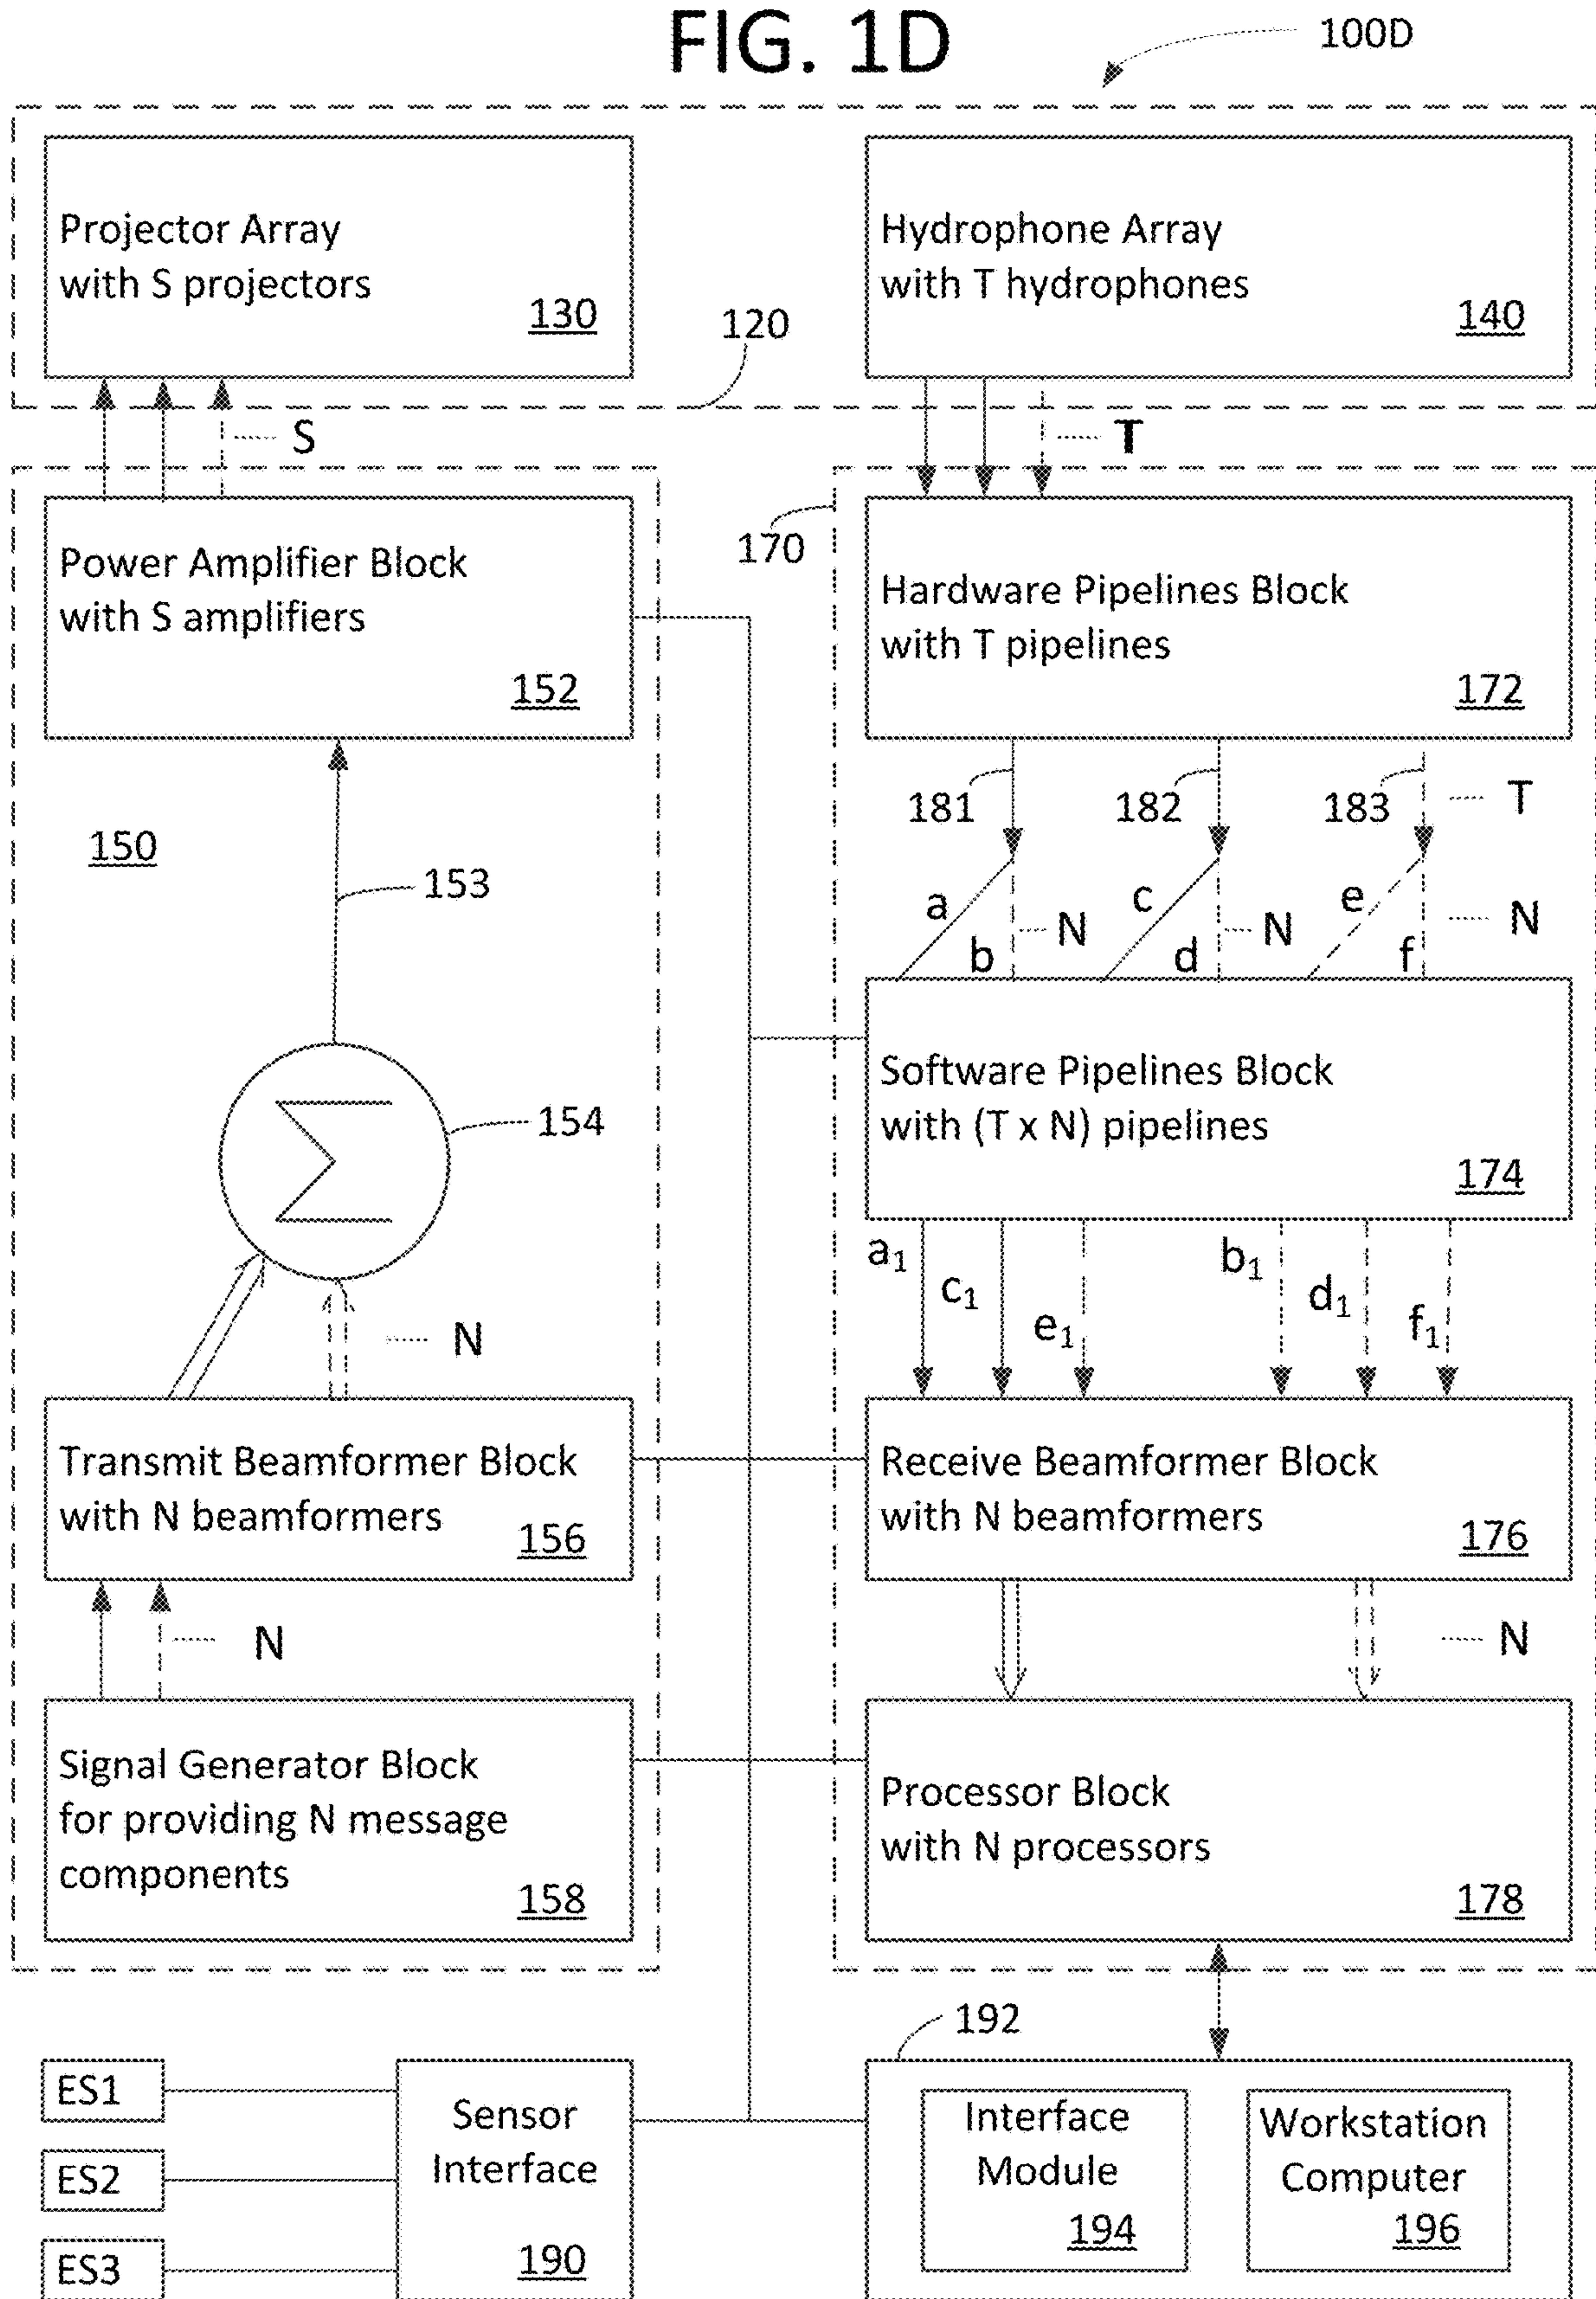 FIG. 1D
100D
Projector Array
with S projectors
130
Hydrophone Array
with T hydrophones
140
120
S
T
Power Amplifier Block
with S amplifiers
152
170
Hardware Pipelines Block
with T pipelines
172
181
182
183
T
150
153
a
b
N
c
d
N
e
f
N
Σ
154
Software Pipelines Block
with (T x N) pipelines
174
a1
c1
e1
b1
d1
f1
N
Transmit Beamformer Block
with N beamformers
156
Receive Beamformer Block
with N beamformers
176
N
N
Signal Generator Block
for providing N message
components
158
Processor Block
with N processors
178
192
ES1
ES2
ES3
Sensor
Interface
190
Interface
Module
194
Workstation
Computer
196